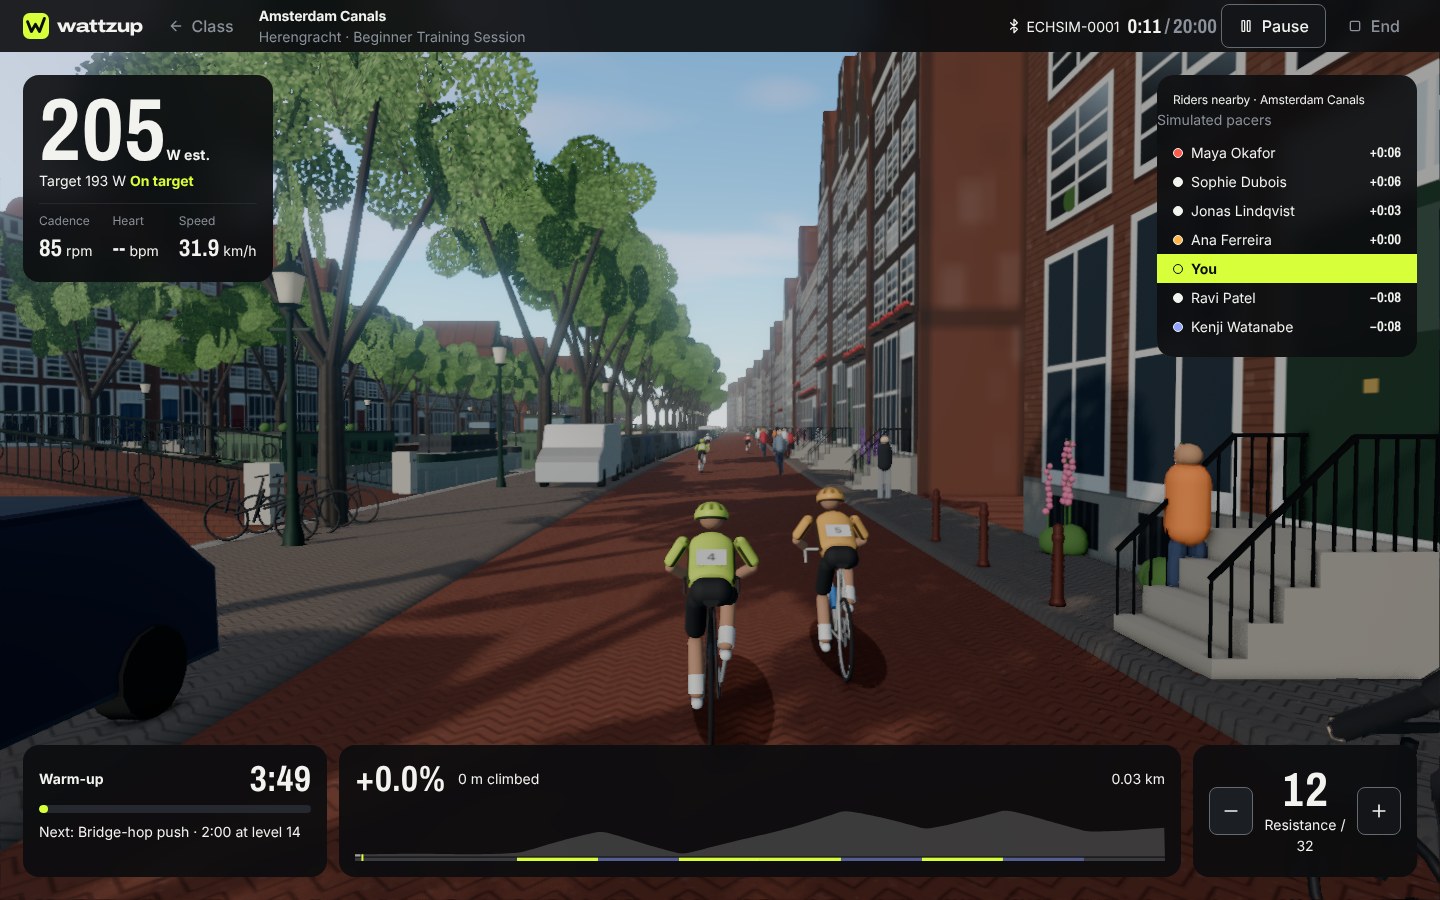 wattzup
Class
Amsterdam Canals
Herengracht · Beginner Training Session
ECHSIM-0001 0:11 / 20:00
Pause
End
205 W est.
Target 193 W On target
Cadence Heart Speed
85 rpm -- bpm 31.9 km/h
Riders nearby · Amsterdam Canals
Simulated pacers
Maya Okafor +0:06
Sophie Dubois +0:06
Jonas Lindqvist +0:03
Ana Ferreira +0:00
You
Ravi Patel −0:08
Kenji Watanabe −0:08
4
5
Warm-up 3:49
Next: Bridge-hop push · 2:00 at level 14
+0.0% 0 m climbed 0.03 km
− 12 +
Resistance /
32